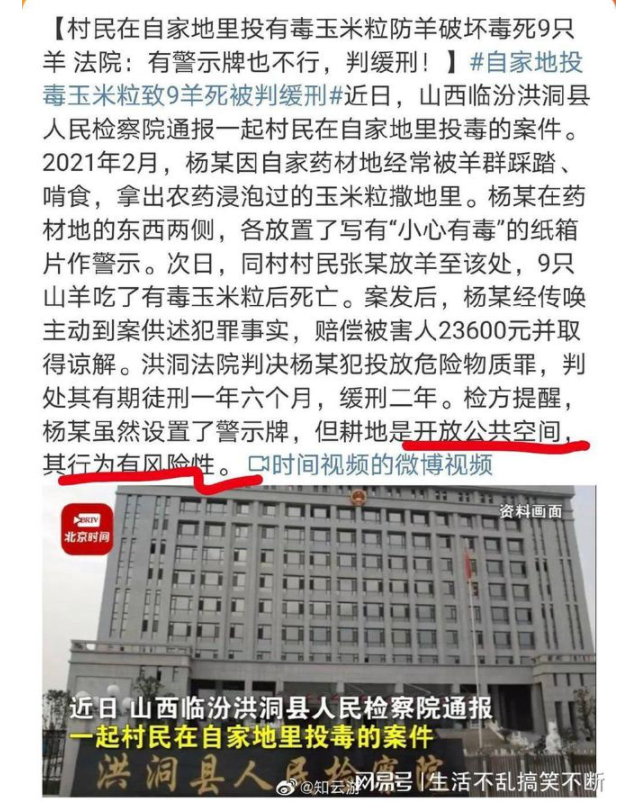 【村民在自家地里投有毒玉米粒防羊破坏毒死9只
羊 法院：有警示牌也不行，判缓刑！】#自家地投
毒玉米粒致9羊死被判缓刑#近日，山西临汾洪洞县
人民检察院通报一起村民在自家地里投毒的案件。
2021年2月，杨某因自家药材地经常被羊群踩踏、
啃食，拿出农药浸泡过的玉米粒撒地里。杨某在药
材地的东西两侧，各放置了写有“小心有毒”的纸箱
片作警示。次日，同村村民张某放羊至该处，9只
山羊吃了有毒玉米粒后死亡。案发后，杨某经传唤
主动到案供述犯罪事实，赔偿被害人23600元并取
得谅解。洪洞法院判决杨某犯投放危险物质罪，判
处其有期徒刑一年六个月，缓刑二年。检方提醒，
杨某虽然设置了警示牌，但耕地是开放公共空间，
其行为有风险性。时间视频的微博视频
BRTV
北京时间
资料画面
近日 山西临汾洪洞县人民检察院通报
一起村民在自家地里投毒的案件
洪洞县人民检察院
@知云游
网易号 | 生活不乱搞笑不断